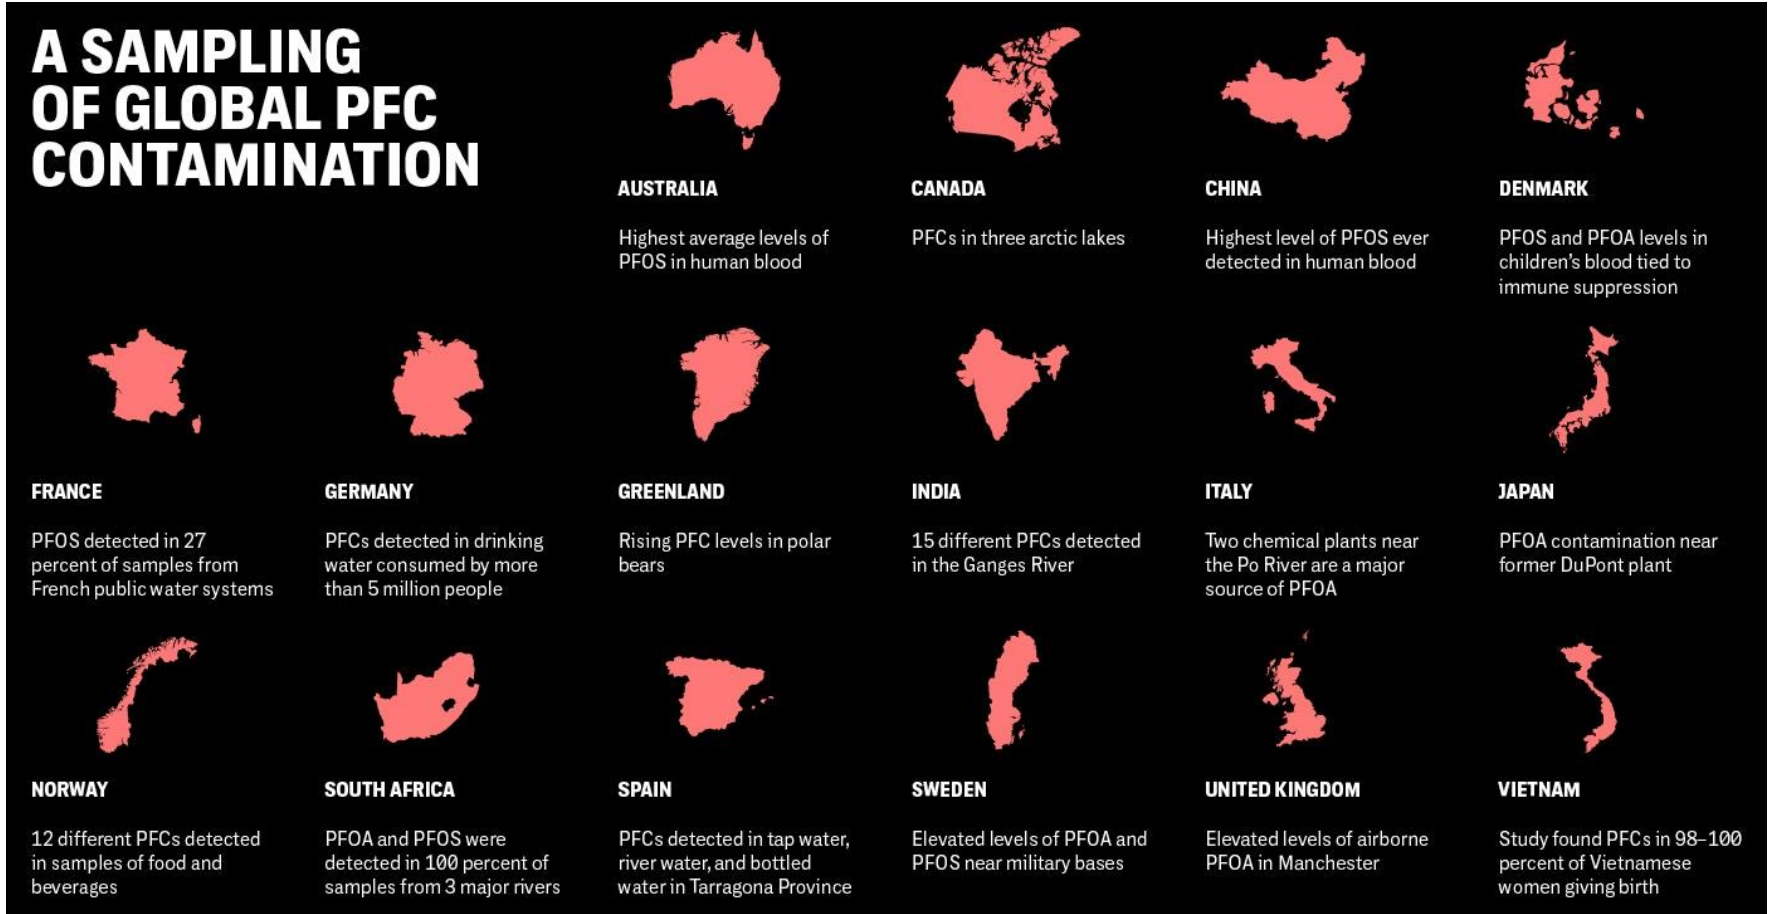 A SAMPLING
OF GLOBAL PFC
CONTAMINATION
AUSTRALIA
Highest average levels of
PFOS in human blood
CANADA
PFCs in three arctic lakes
CHINA
Highest level of PFOS ever
detected in human blood
DENMARK
PFOS and PFOA levels in
children's blood tied to
immune suppression
FRANCE
PFOS detected in 27
percent of samples from
French public water systems
GERMANY
PFCs detected in drinking
water consumed by more
than 5 million people
GREENLAND
Rising PFC levels in polar
bears
INDIA
15 different PFCs detected
in the Ganges River
ITALY
Two chemical plants near
the Po River are a major
source of PFOA
JAPAN
PFOA contamination near
former DuPont plant
NORWAY
12 different PFCs detected
in samples of food and
beverages
SOUTH AFRICA
PFOA and PFOS were
detected in 100 percent of
samples from 3 major rivers
SPAIN
PFCs detected in tap water,
river water, and bottled
water in Tarragona Province
SWEDEN
Elevated levels of PFOA and
PFOS near military bases
UNITED KINGDOM
Elevated levels of airborne
PFOA in Manchester
VIETNAM
Study found PFCs in 98–100
percent of Vietnamese
women giving birth